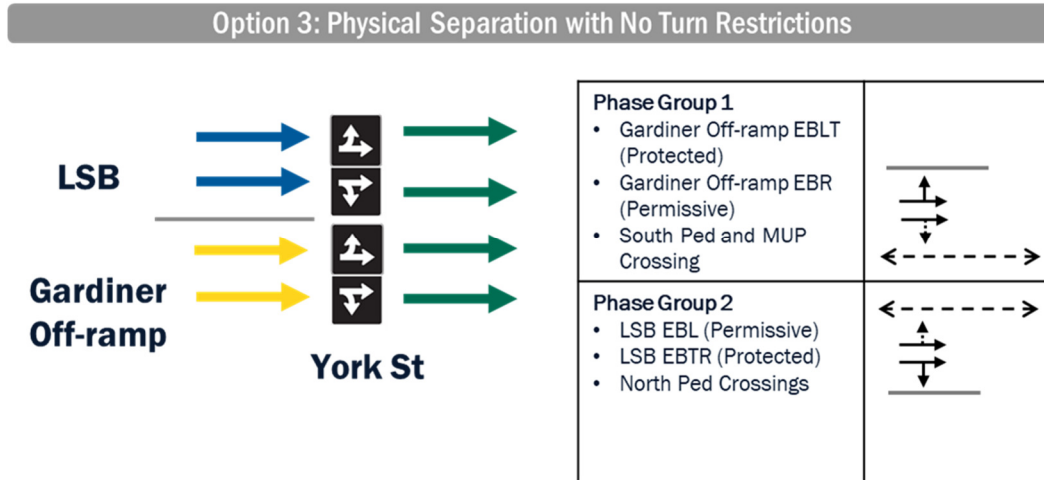 Option 3: Physical Separation with No Turn Restrictions
LSB
Gardiner
Off-ramp
York St
Phase Group 1
• Gardiner Off-ramp EBLT
(Protected)
• Gardiner Off-ramp EBR
(Permissive)
• South Ped and MUP
Crossing
Phase Group 2
• LSB EBL (Permissive)
• LSB EBTR (Protected)
• North Ped Crossings